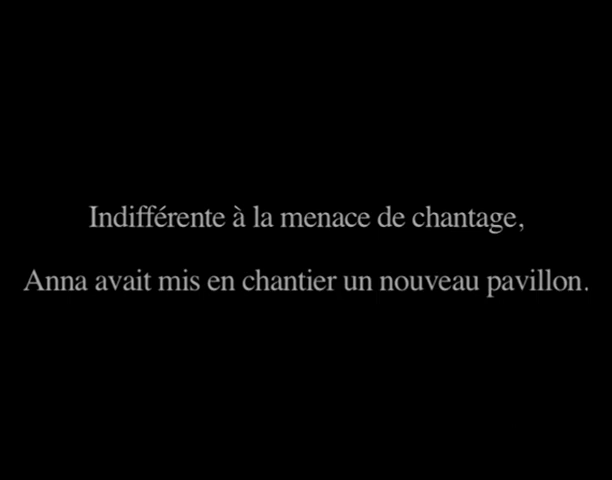 Indifférente à la menace de chantage,
Anna avait mis en chantier un nouveau pavillon.